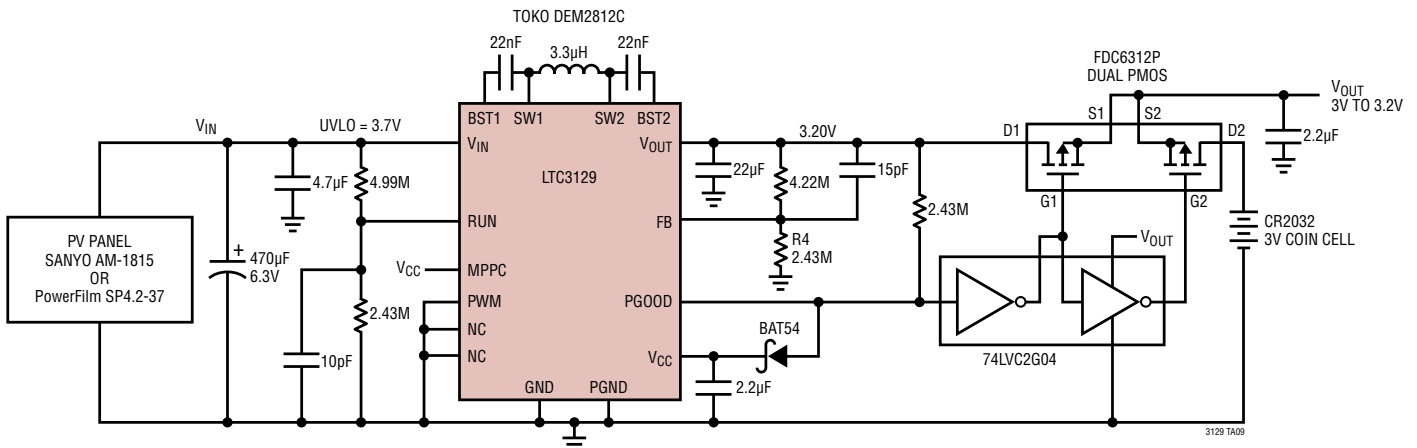 TOKO DEM2812C
22nF
3.3µH
22nF
FDC6312P
DUAL PMOS
VOUT
3V TO 3.2V
BST1
SW1
SW2
BST2
S1
S2
VIN
UVLO = 3.7V
VIN
VOUT
3.20V
D1
D2
2.2µF
LTC3129
4.7µF
4.99M
22µF
4.22M
15pF
2.43M
G1
G2
RUN
FB
PV PANEL
SANYO AM-1815
OR
PowerFilm SP4.2-37
+
470µF
6.3V
R4
2.43M
VOUT
CR2032
3V COIN CELL
VCC
MPPC
PWM
PGOOD
2.43M
NC
BAT54
NC
VCC
74LVC2G04
10pF
2.2µF
GND
PGND
3129 TA09